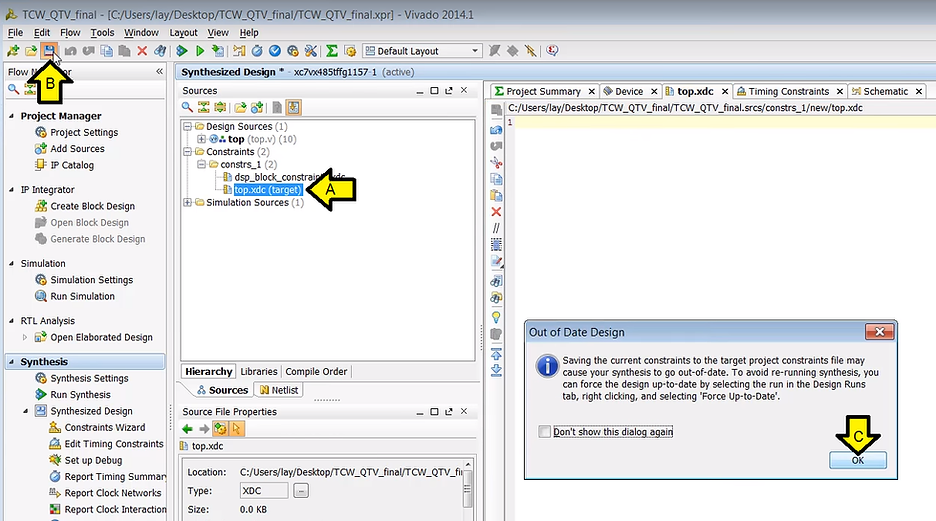 TCW_QTV_final - [C:/Users/lay/Desktop/TCW_QTV_final/TCW_QTV_final.xpr] - Vivado 2014.1
File Edit Flow Tools Window Layout View Help
Default Layout
B
Flow
Project Manager
Project Settings
Add Sources
IP Catalog
IP Integrator
Create Block Design
Open Block Design
Generate Block Design
Simulation
Simulation Settings
Run Simulation
RTL Analysis
Open Elaborated Design
Synthesis
Synthesis Settings
Run Synthesis
Synthesized Design
Constraints Wizard
Edit Timing Constraints
Set up Debug
Report Timing Summary
Report Clock Networks
Report Clock Interaction
Synthesized Design * - xc7vx485tffg1157-1 (active)
Sources
Design Sources (1)
top (top.v) (10)
Constraints (2)
constrs_1 (2)
dsp_block_constrai
top.xdc (target)
A
Simulation Sources (1)
Hierarchy Libraries Compile Order
Sources Netlist
Source File Properties
top.xdc
Location: C:/Users/lay/Desktop/TCW_QTV_final/TCW_QTV_fi
Type: XDC
Size: 0.0 KB
Project Summary Device top.xdc Timing Constraints Schematic
C:/Users/lay/Desktop/TCW_QTV_final/TCW_QTV_final.srcs/constrs_1/new/top.xdc
1
Out of Date Design
Saving the current constraints to the target project constraints file may
cause your synthesis to go out-of-date. To avoid re-running synthesis, you
can force the design up-to-date by selecting the run in the Design Runs
tab, right clicking, and selecting 'Force Up-to-Date'.
Don't show this dialog again
C
OK